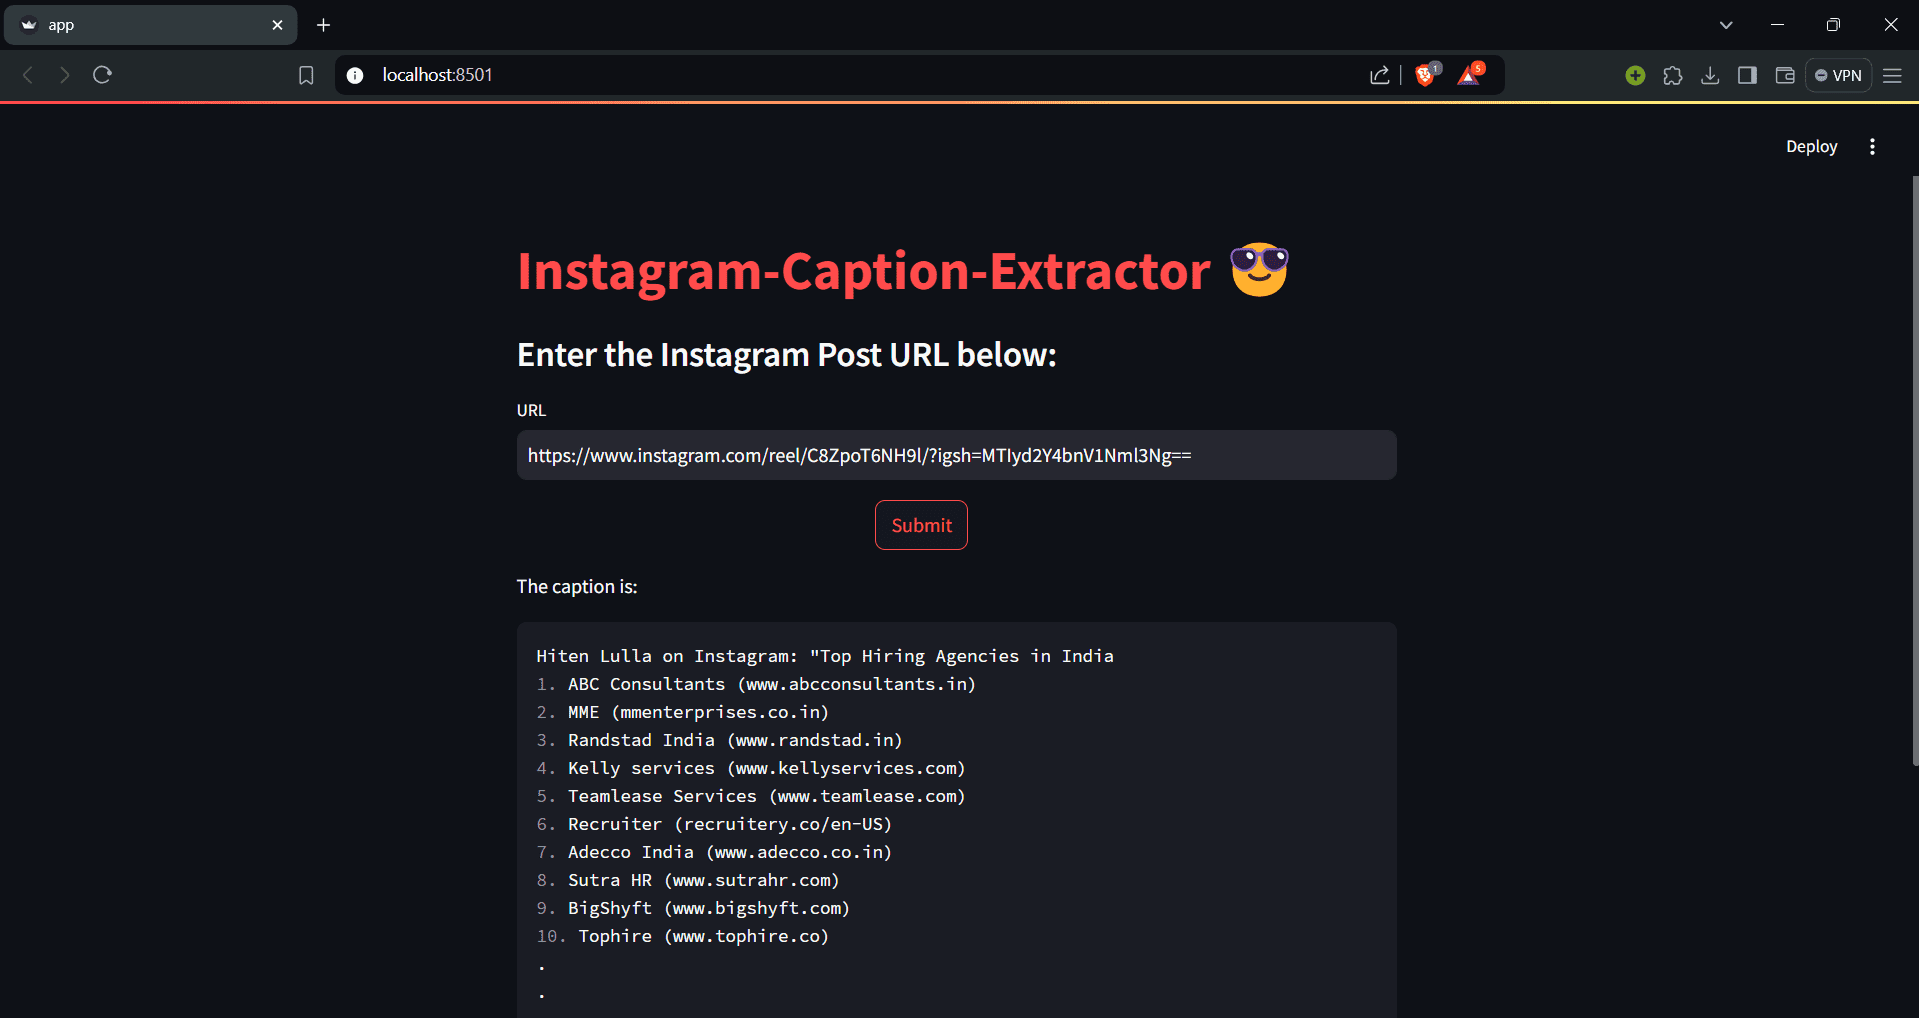 app
localhost:8501
1
5
VPN
Deploy
Instagram-Caption-Extractor 😎
Enter the Instagram Post URL below:
URL
https://www.instagram.com/reel/C8ZpoT6NH9l/?igsh=MTIyd2Y4bnV1Nml3Ng==
Submit
The caption is:
Hiten Lulla on Instagram: "Top Hiring Agencies in India
1. ABC Consultants (www.abcconsultants.in)
2. MME (mmenterprises.co.in)
3. Randstad India (www.randstad.in)
4. Kelly services (www.kellyservices.com)
5. Teamlease Services (www.teamlease.com)
6. Recruiter (recruitery.co/en-US)
7. Adecco India (www.adecco.co.in)
8. Sutra HR (www.sutrahr.com)
9. BigShyft (www.bigshyft.com)
10. Tophire (www.tophire.co)
.
.